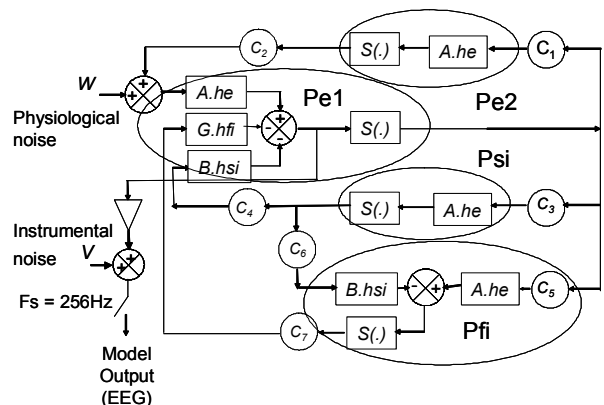 C2
S(.)
A.he
C1
W
+
+
A.he
Pe1
Pe2
Physiological
noise
G.hfi
+
-
-
S(.)
B.hsi
Psi
C4
S(.)
A.he
C3
Instrumental
noise
V
+
+
C6
B.hsi
-
+
A.he
C5
Fs = 256Hz
C7
S(.)
Pfi
Model
Output
(EEG)